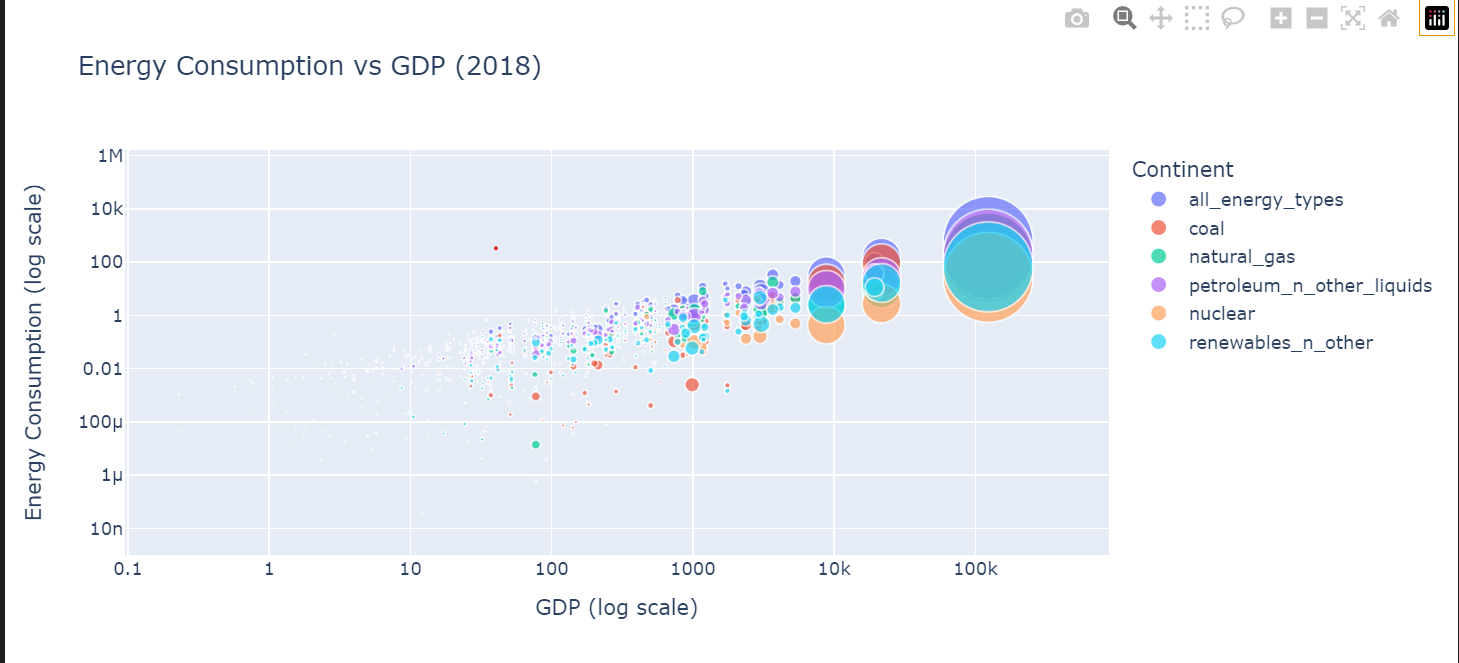 Energy Consumption vs GDP (2018)
Energy Consumption (log scale)
1M
10k
100
1
0.01
100µ
1µ
10n
0.1
1
10
100
1000
10k
100k
GDP (log scale)
Continent
all_energy_types
coal
natural_gas
petroleum_n_other_liquids
nuclear
renewables_n_other